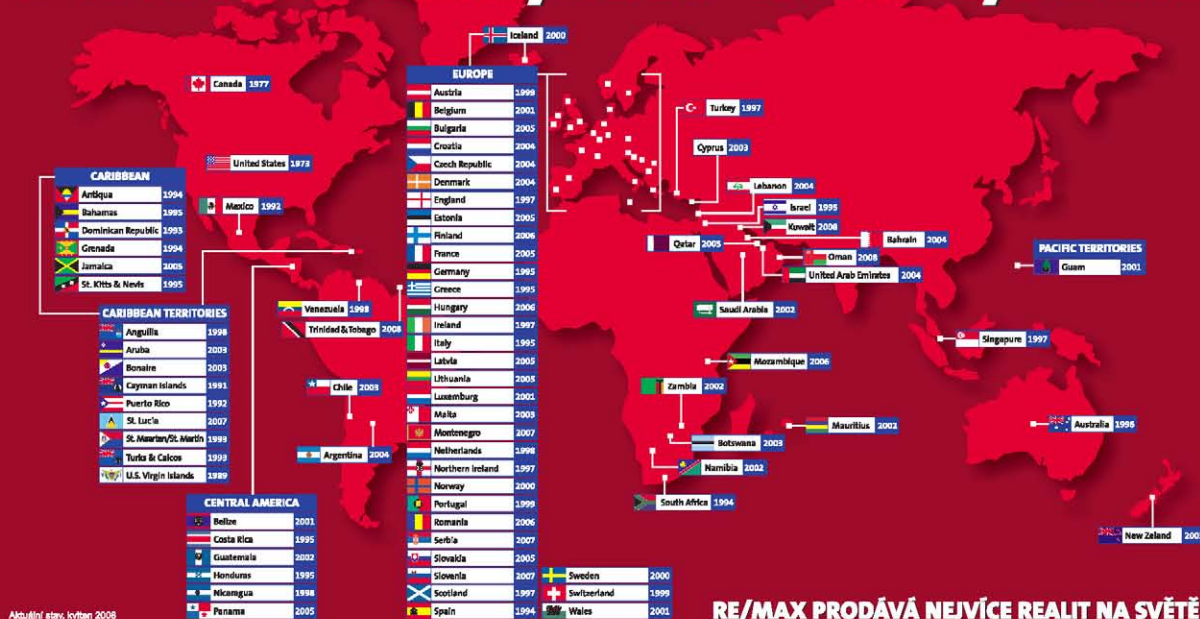 Iceland 2000
Canada 1977
United States 1973
Mexico 1992
CARIBBEAN
Antiqua 1994
Bahamas 1995
Dominican Republic 1993
Grenada 1994
Jamaica 2005
St. Kitts & Nevis 1995
CARIBBEAN TERRITORIES
Anguilla 1998
Aruba 2003
Bonaire 2003
Cayman Islands 1991
Puerto Rico 1992
St. Lucia 2007
St. Maarten/St. Martin 1993
Turks & Caicos 1993
U.S. Virgin Islands 1989
CENTRAL AMERICA
Belize 2001
Costa Rica 1995
Guatemala 2002
Honduras 1995
Nicaragua 1998
Panama 2005
Venezuela 1998
Trinidad & Tobago 2008
Chile 2003
Argentina 2004
EUROPE
Austria 1999
Belgium 2001
Bulgaria 2005
Croatia 2004
Czech Republic 2004
Denmark 2004
England 1997
Estonia 2005
Finland 2006
France 2005
Germany 1995
Greece 1995
Hungary 2006
Ireland 1997
Italy 1995
Latvia 2005
Lithuania 2005
Luxemburg 2001
Malta 2003
Montenegro 2007
Netherlands 1998
Northern Ireland 1997
Norway 2000
Portugal 1999
Romania 2006
Serbia 2007
Slovakia 2005
Slovenia 2007
Scotland 1997
Spain 1994
Sweden 2000
Switzerland 1999
Wales 2001
Turkey 1997
Cyprus 2003
Lebanon 2004
Israel 1995
Kuwait 2008
Qatar 2005
Bahrain 2004
Oman 2008
United Arab Emirates 2004
Saudi Arabia 2002
Mozambique 2006
Zambia 2002
Mauritius 2002
Botswana 2003
Namibia 2002
South Africa 1994
PACIFIC TERRITORIES
Guam 2001
Singapure 1997
Australia 1996
New Zeland
Aktuální stav, květen 2008
RE/MAX PRODÁVÁ NEJVÍCE REALIT NA SVĚTĚ